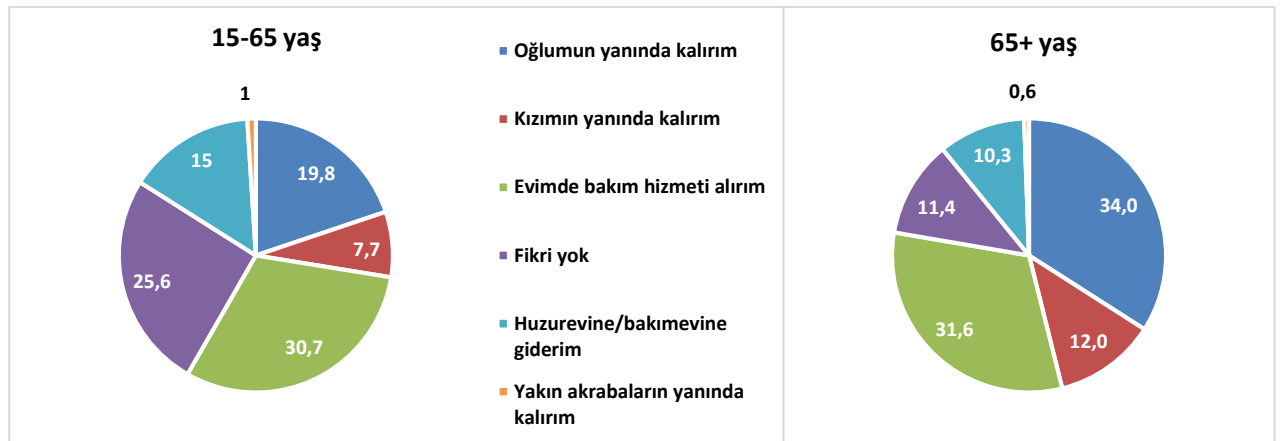 15-65 yaş
1
19,8
7,7
30,7
25,6
15
Oğlumun yanında kalırım
Kızımın yanında kalırım
Evimde bakım hizmeti alırım
Fikri yok
Huzurevine/bakımevine
giderim
Yakın akrabaların yanında
kalırım
65+ yaş
0,6
34,0
12,0
31,6
11,4
10,3